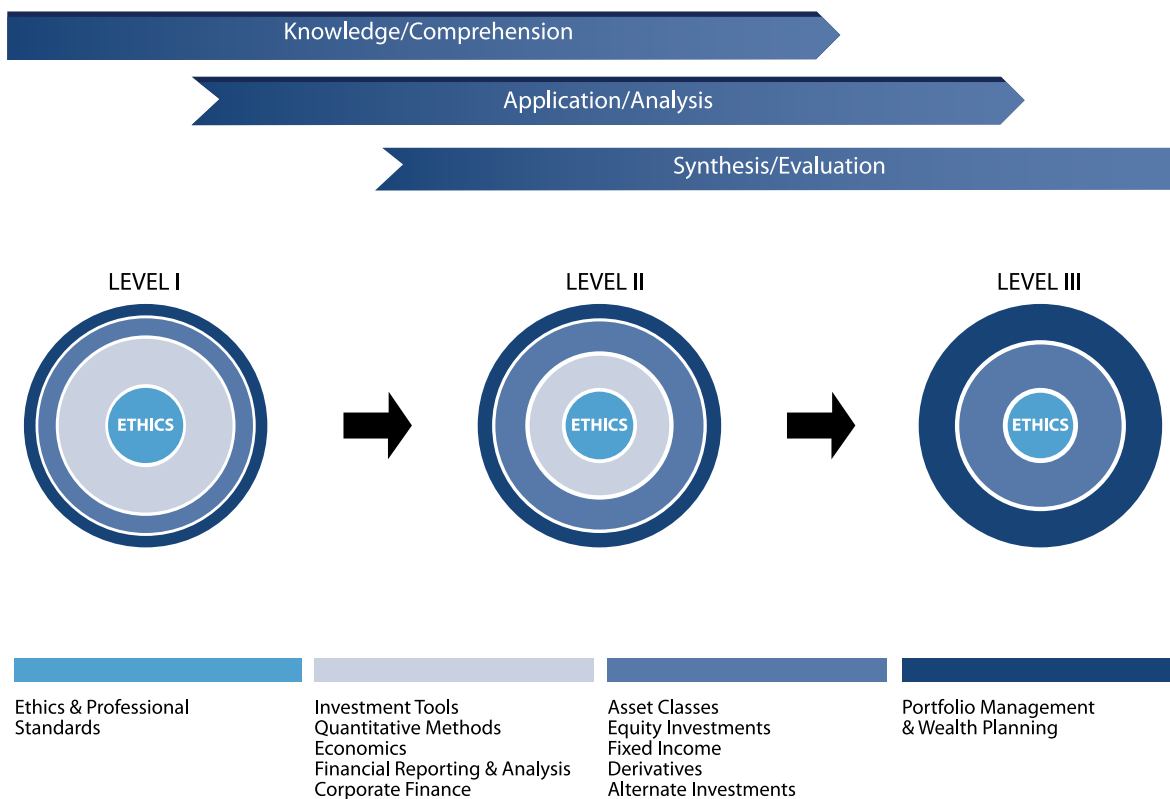 Knowledge/Comprehension
Application/Analysis
Synthesis/Evaluation
LEVEL I
LEVEL II
LEVEL III
ETHICS
ETHICS
ETHICS
Ethics & Professional
Standards
Investment Tools
Quantitative Methods
Economics
Financial Reporting & Analysis
Corporate Finance
Asset Classes
Equity Investments
Fixed Income
Derivatives
Alternate Investments
Portfolio Management
& Wealth Planning